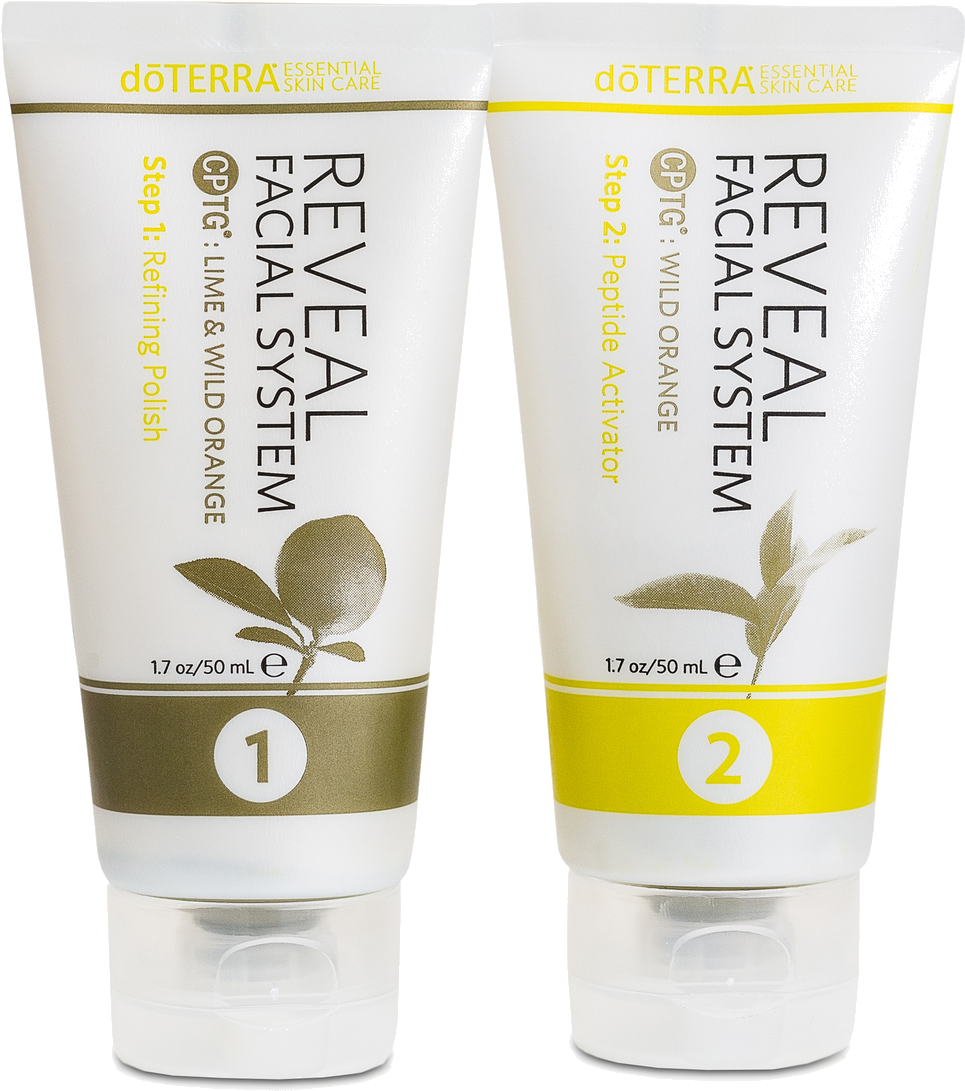 dōTERRA® ESSENTIAL
SKIN CARE
REVEAL
FACIAL SYSTEM
CPTG® : LIME & WILD ORANGE
Step 1: Refining Polish
1.7 oz/50 mL ℮
1
dōTERRA® ESSENTIAL
SKIN CARE
REVEAL
FACIAL SYSTEM
CPTG® : WILD ORANGE
Step 2: Peptide Activator
1.7 oz/50 mL ℮
2